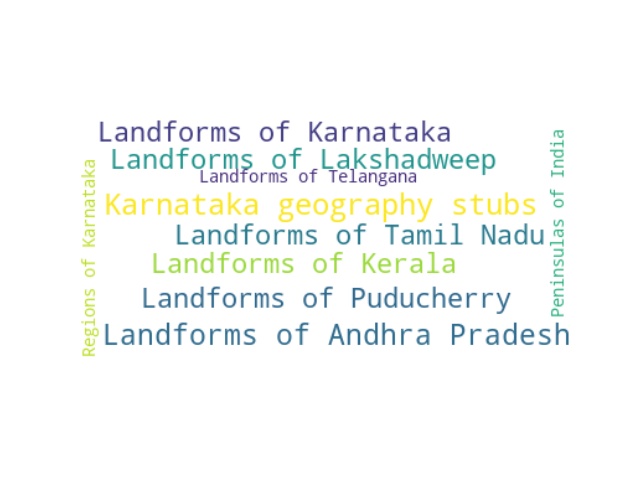 Landforms of Karnataka
Landforms of Lakshadweep
Landforms of Telangana
Karnataka geography stubs
Landforms of Tamil Nadu
Landforms of Kerala
Landforms of Puducherry
Landforms of Andhra Pradesh
Regions of Karnataka
Peninsulas of India